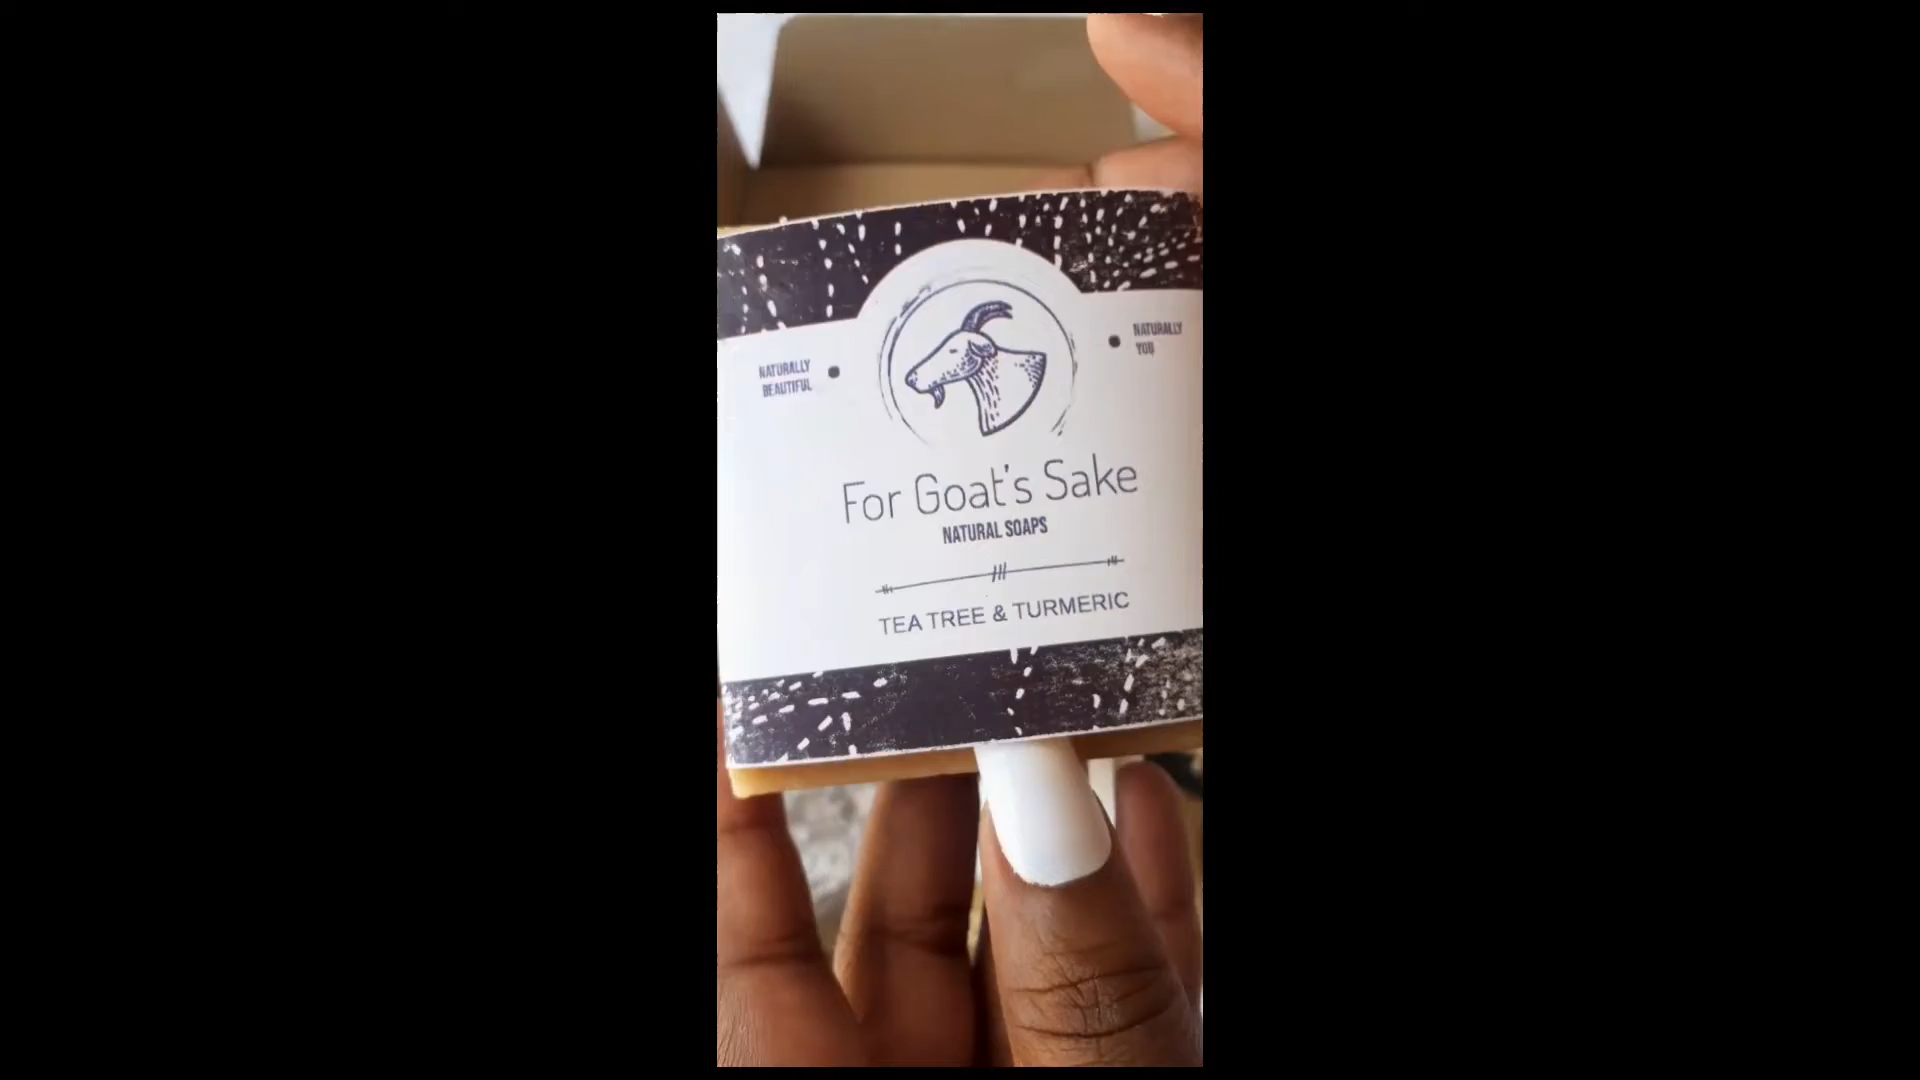 NATURALLY
BEAUTIFUL
NATURALLY
YOU
For Goat's Sake
NATURAL SOAPS
TEA TREE & TURMERIC